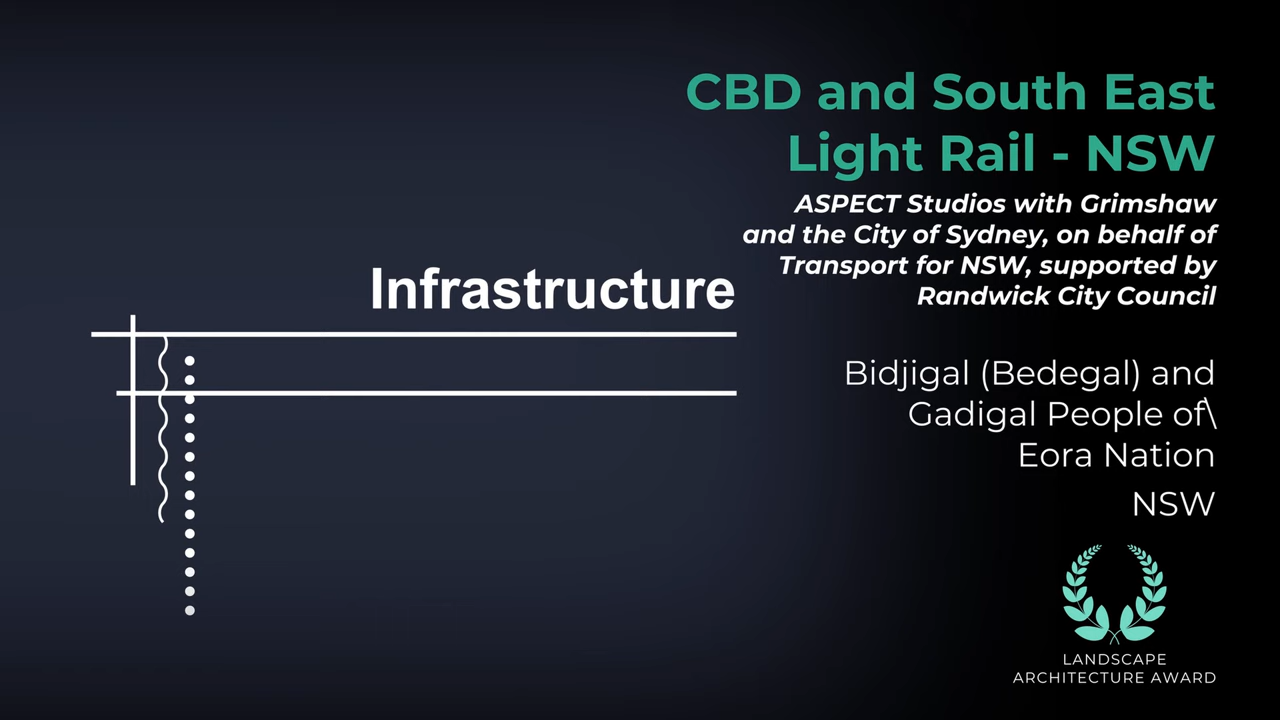 CBD and South East
Light Rail - NSW
ASPECT Studios with Grimshaw
and the City of Sydney, on behalf of
Transport for NSW, supported by
Randwick City Council
Infrastructure
Bidjigal (Bedegal) and
Gadigal People of\
Eora Nation
NSW
LANDSCAPE
ARCHITECTURE AWARD